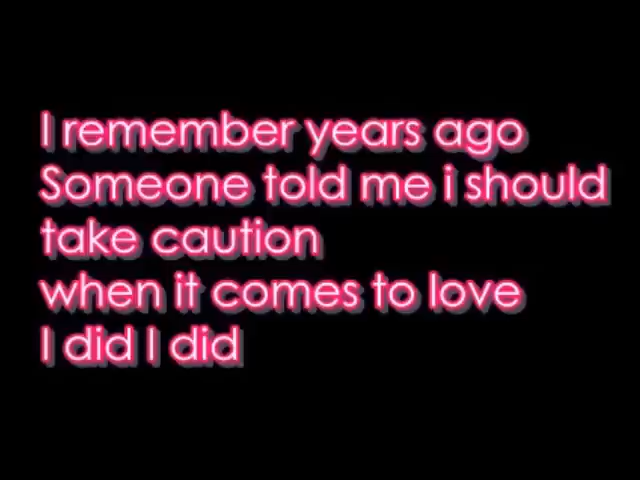 I remember years ago
Someone told me i should
take caution
when it comes to love
I did I did